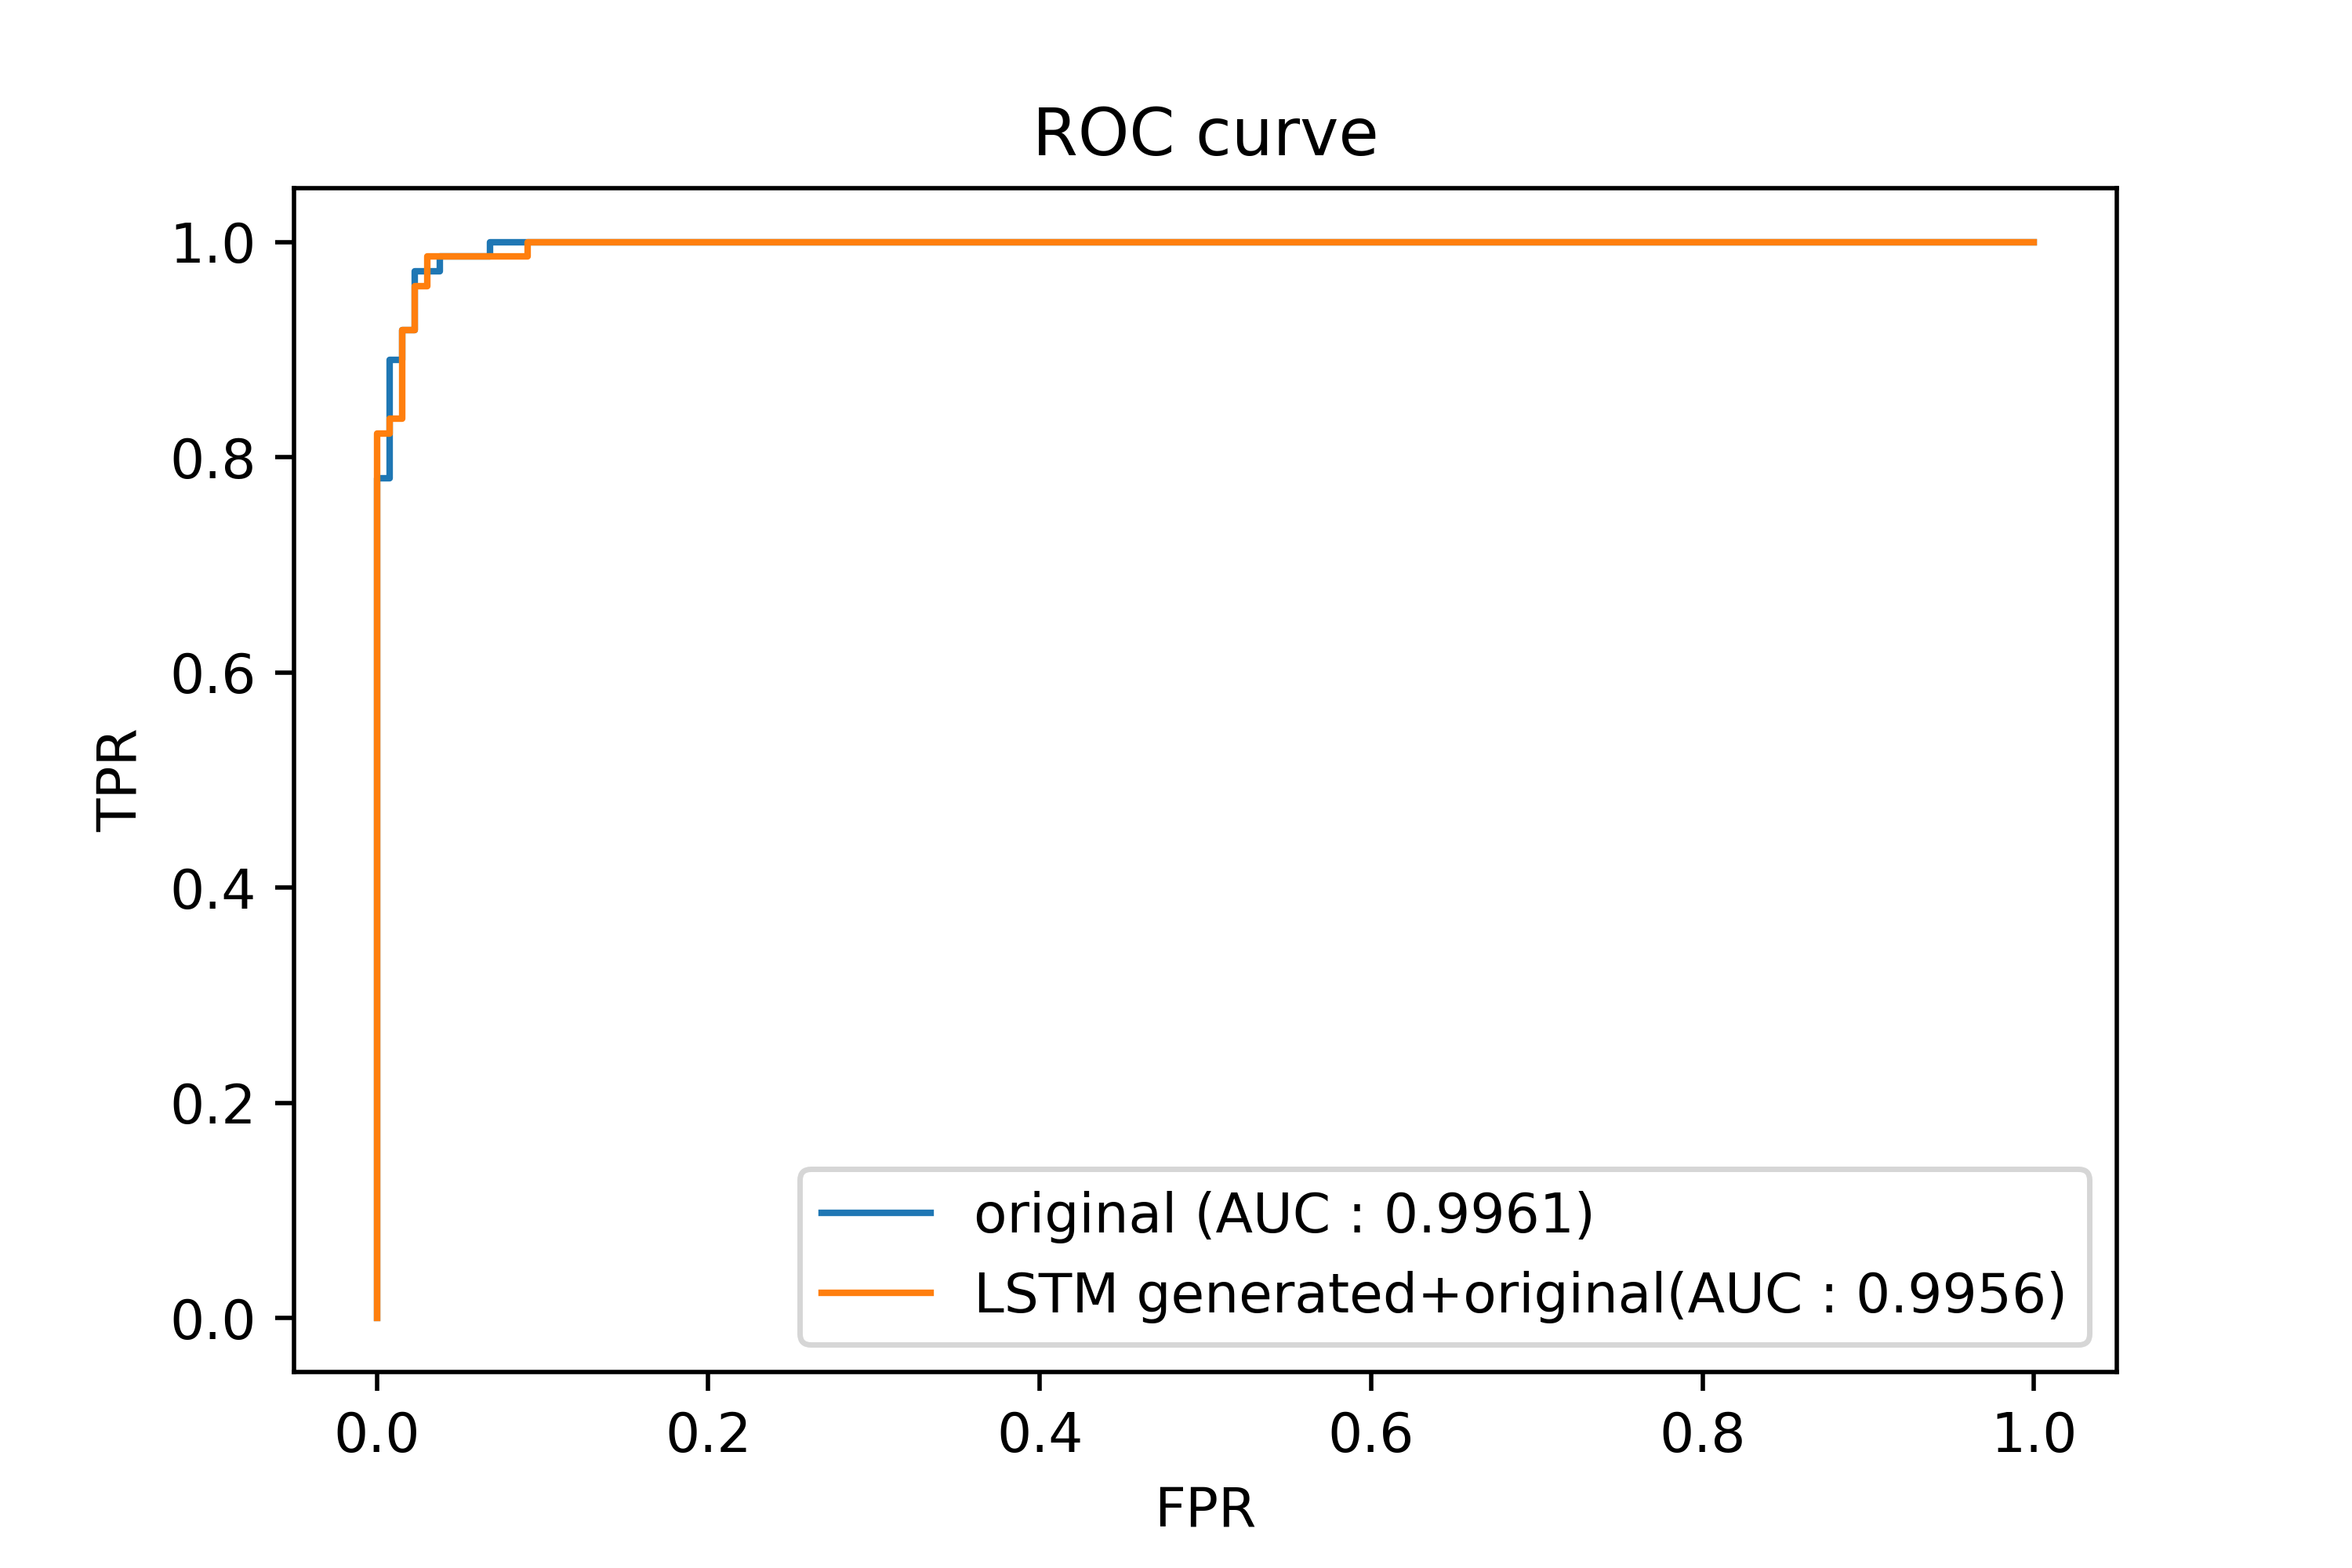 ROC curve
1.0
0.8
0.6
0.4
0.2
0.0
TPR
original (AUC : 0.9961)
LSTM generated+original(AUC : 0.9956)
0.0 0.2 0.4 0.6 0.8 1.0
FPR